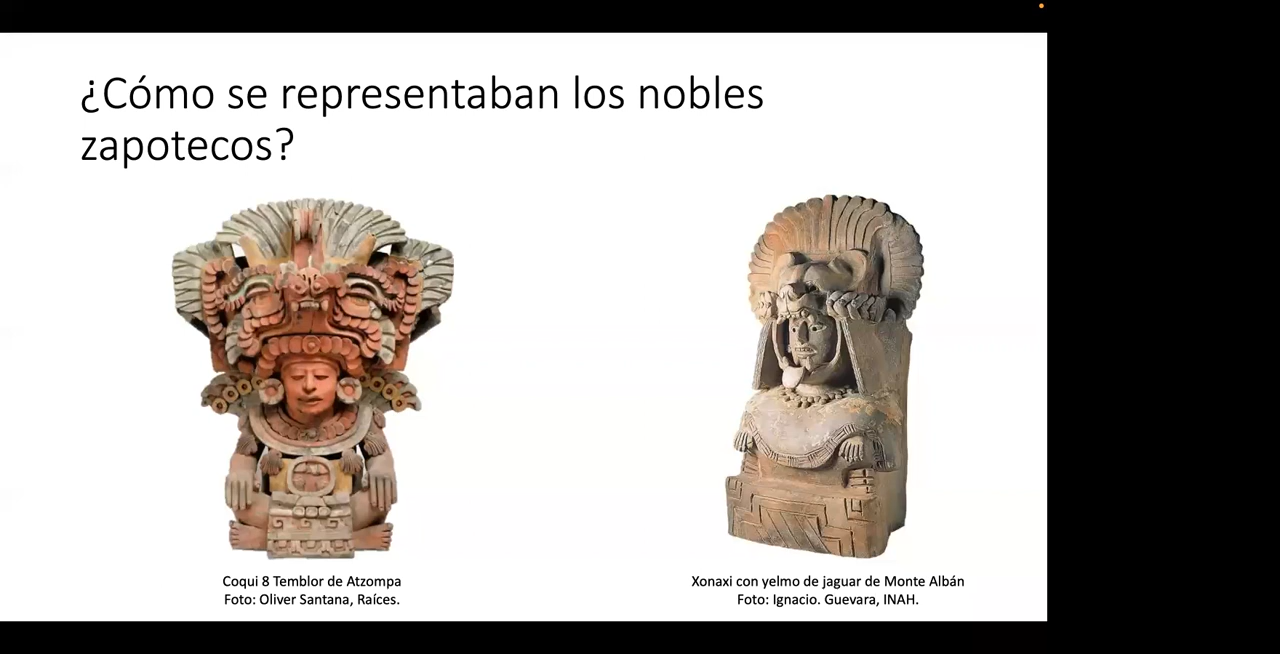 ¿Cómo se representaban los nobles
zapotecos?
Coqui 8 Temblor de Atzompa
Foto: Oliver Santana, Raíces.
Xonaxi con yelmo de jaguar de Monte Albán
Foto: Ignacio. Guevara, INAH.